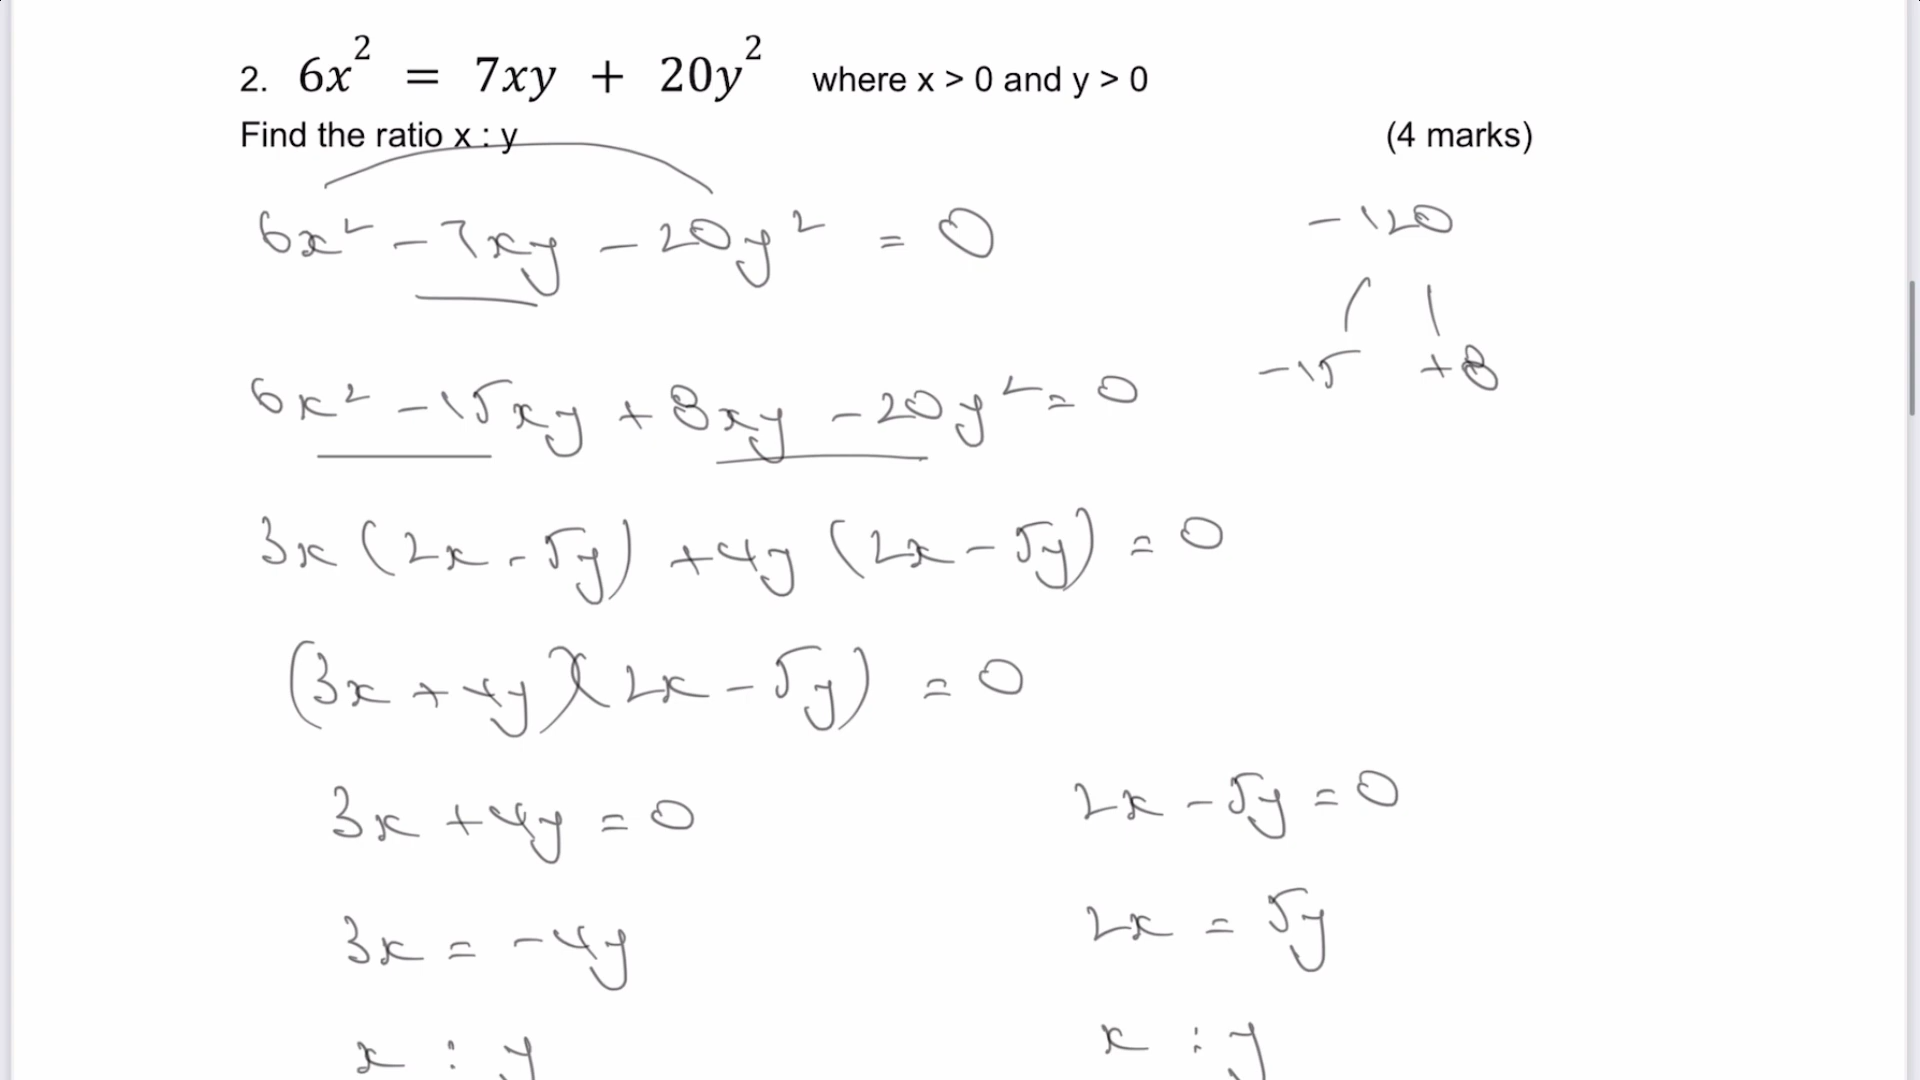 2. 6x² = 7xy + 20y² where x > 0 and y > 0
Find the ratio x : y (4 marks)
6x² - 7xy - 20y² = 0
-120
-15 +8
6x² - 15xy + 8xy - 20y² = 0
3x (2x - 5y) + 4y (2x - 5y) = 0
(3x + 4y)(2x - 5y) = 0
3x + 4y = 0
3x = -4y
x : y
2x - 5y = 0
2x = 5y
x : y